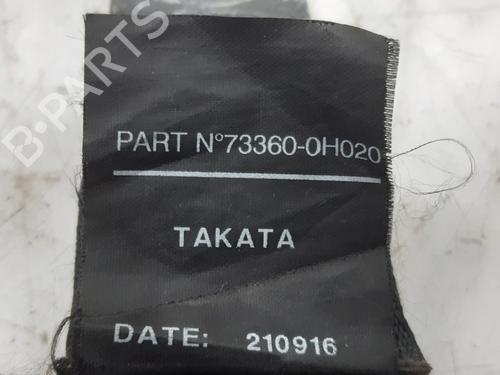 B-PARTS
PART N°73360-0H020
TAKATA
DATE: 210916